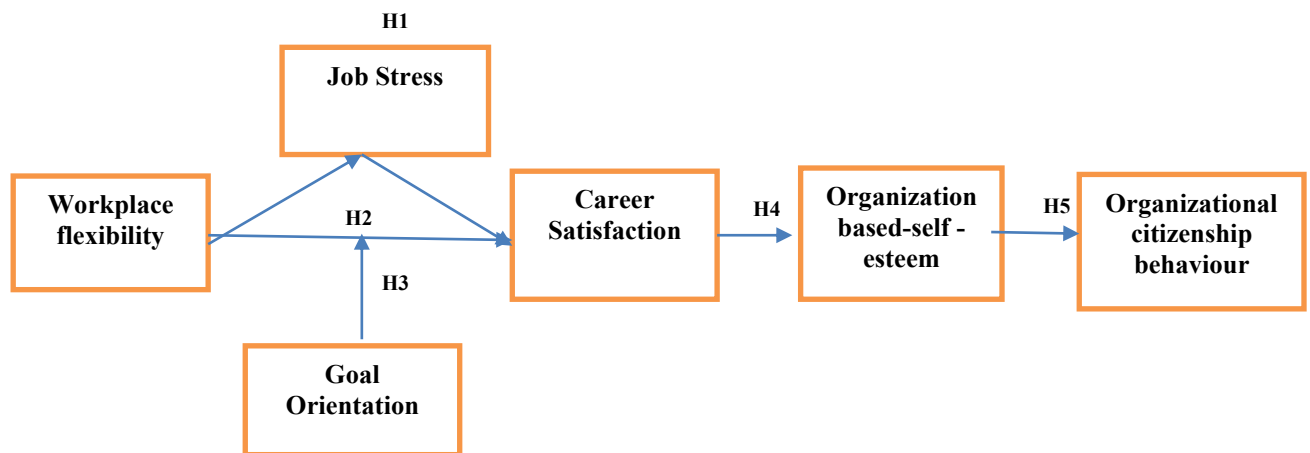 H1
Job Stress
Workplace
flexibility
H2
H3
Career
Satisfaction
H4
Organization
based-self -
esteem
H5
Organizational
citizenship
behaviour
Goal
Orientation